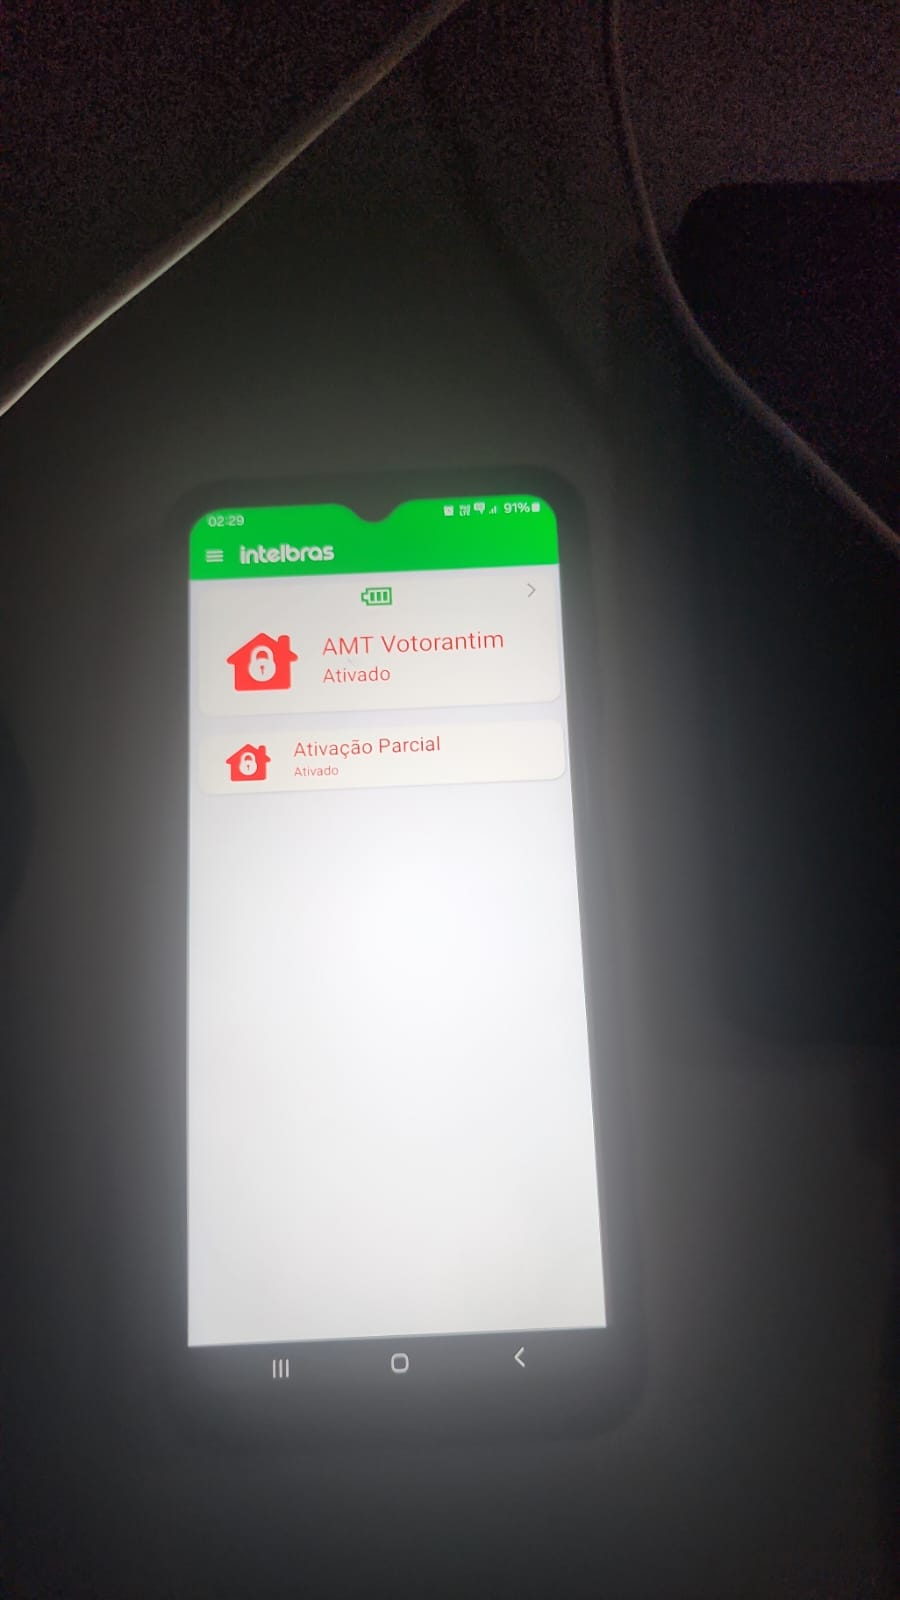 02:29
91%
intelbras
AMT Votorantim
Ativado
Ativação Parcial
Ativado